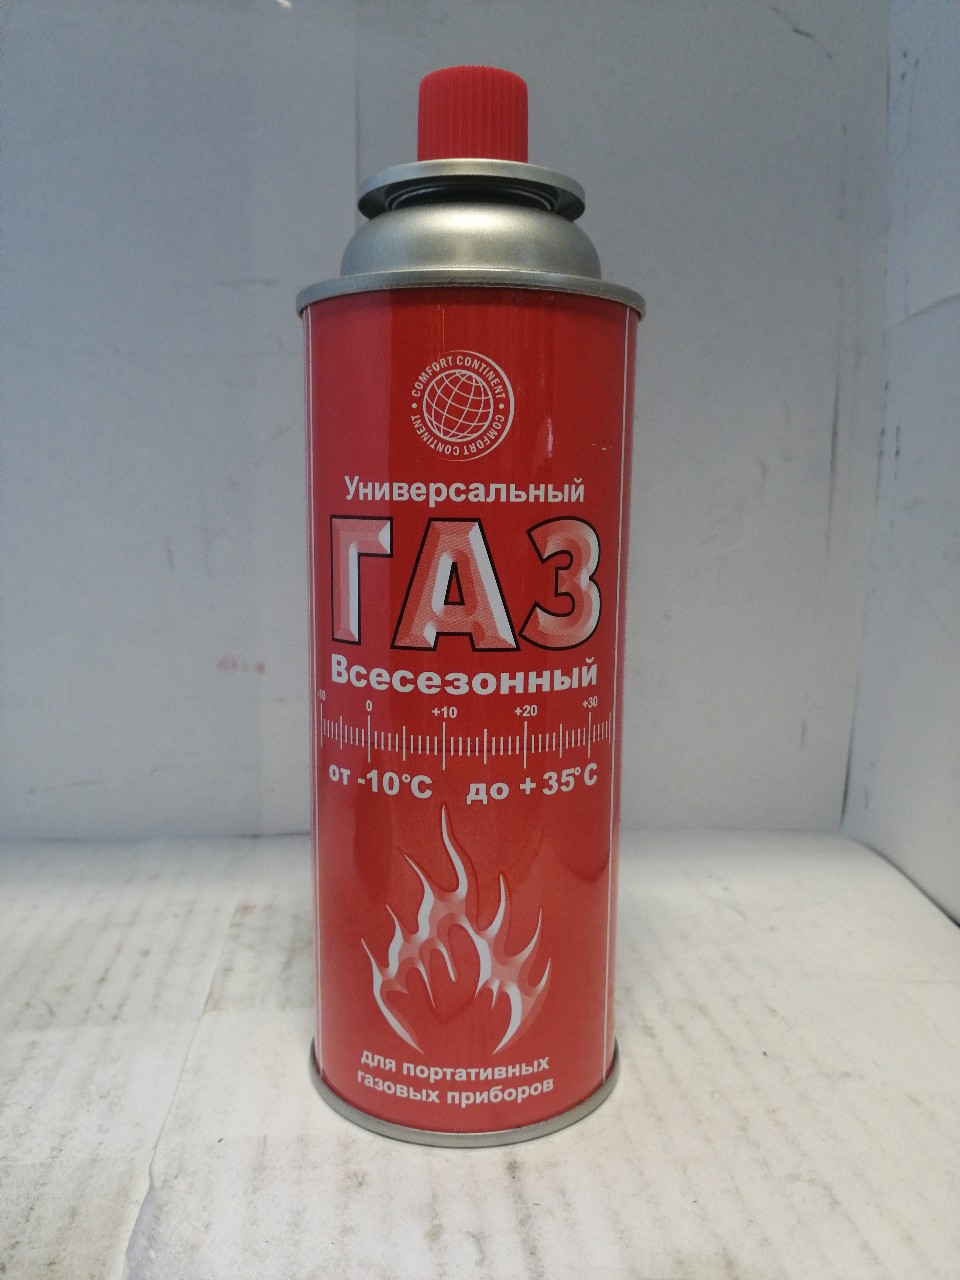 COMFORT CONTINENT • COMFORT CONTINENT •
Универсальный
ГАЗ
Всесезонный
-10 0 +10 +20 +30
от -10°C до + 35°C
для портативных
газовых приборов